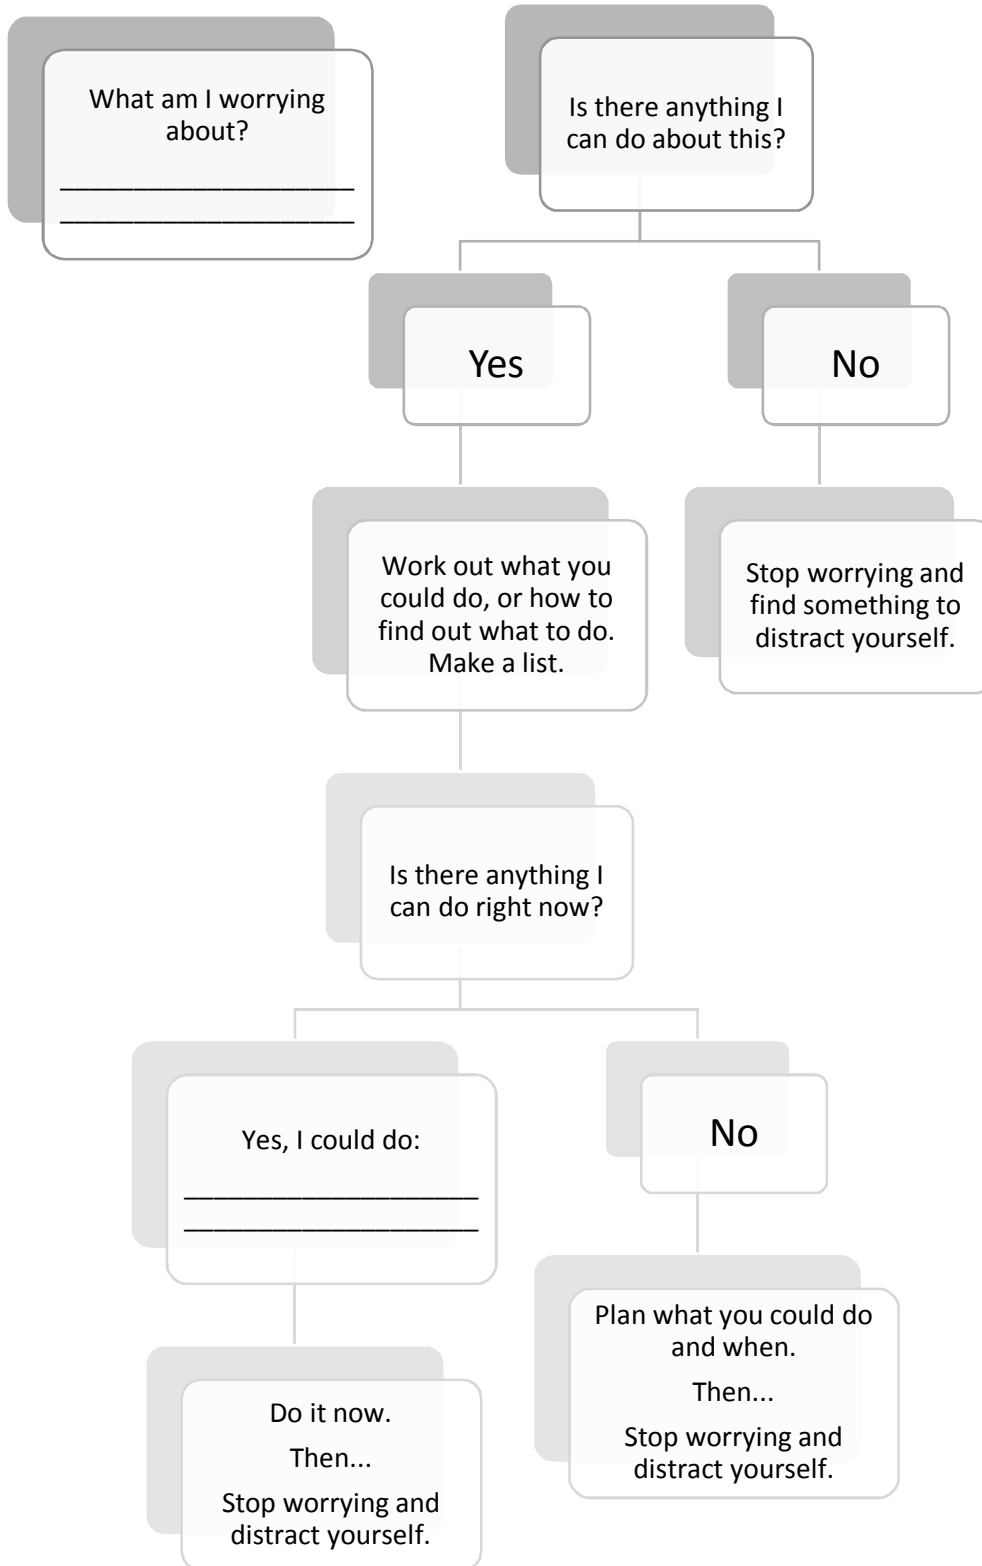 What am I worrying
about?
____________________
____________________
Is there anything I
can do about this?
Yes
No
Work out what you
could do, or how to
find out what to do.
Make a list.
Stop worrying and
find something to
distract yourself.
Is there anything I
can do right now?
Yes, I could do:
____________________
____________________
No
Do it now.
Then...
Stop worrying and
distract yourself.
Plan what you could do
and when.
Then...
Stop worrying and
distract yourself.